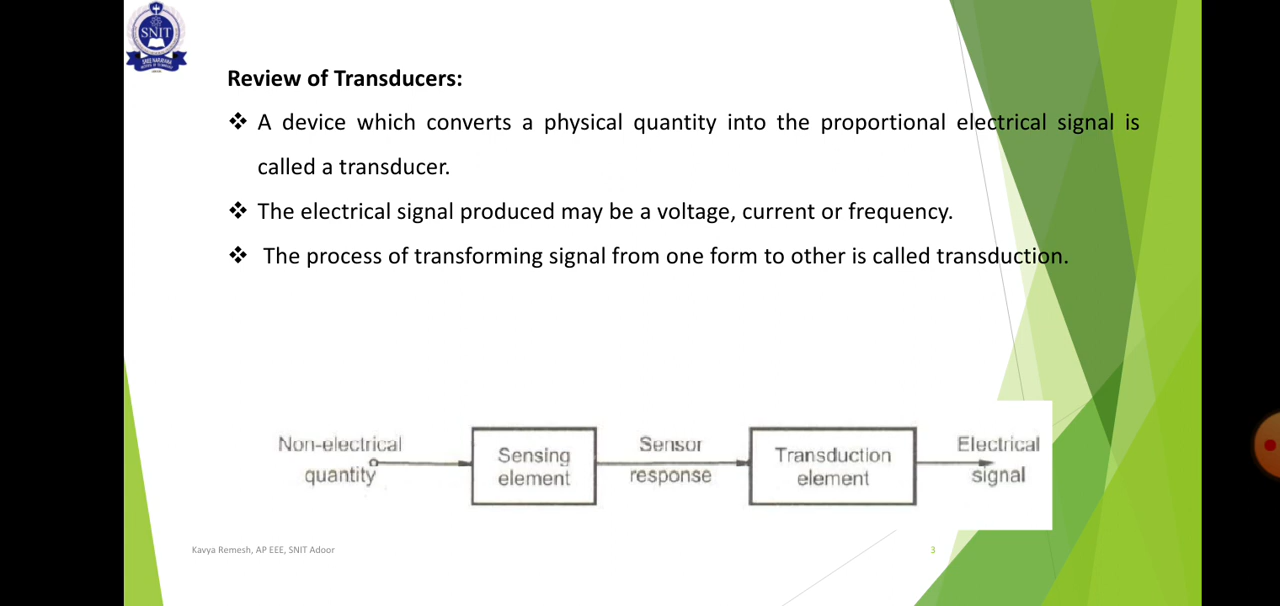 SNIT
Review of Transducers:
❖ A device which converts a physical quantity into the proportional electrical signal is
called a transducer.
❖ The electrical signal produced may be a voltage, current or frequency.
❖ The process of transforming signal from one form to other is called transduction.
Non-electrical
quantity
Sensing
element
Sensor
response
Transduction
element
Electrical
signal
Kavya Remesh, AP EEE, SNIT Adoor
3